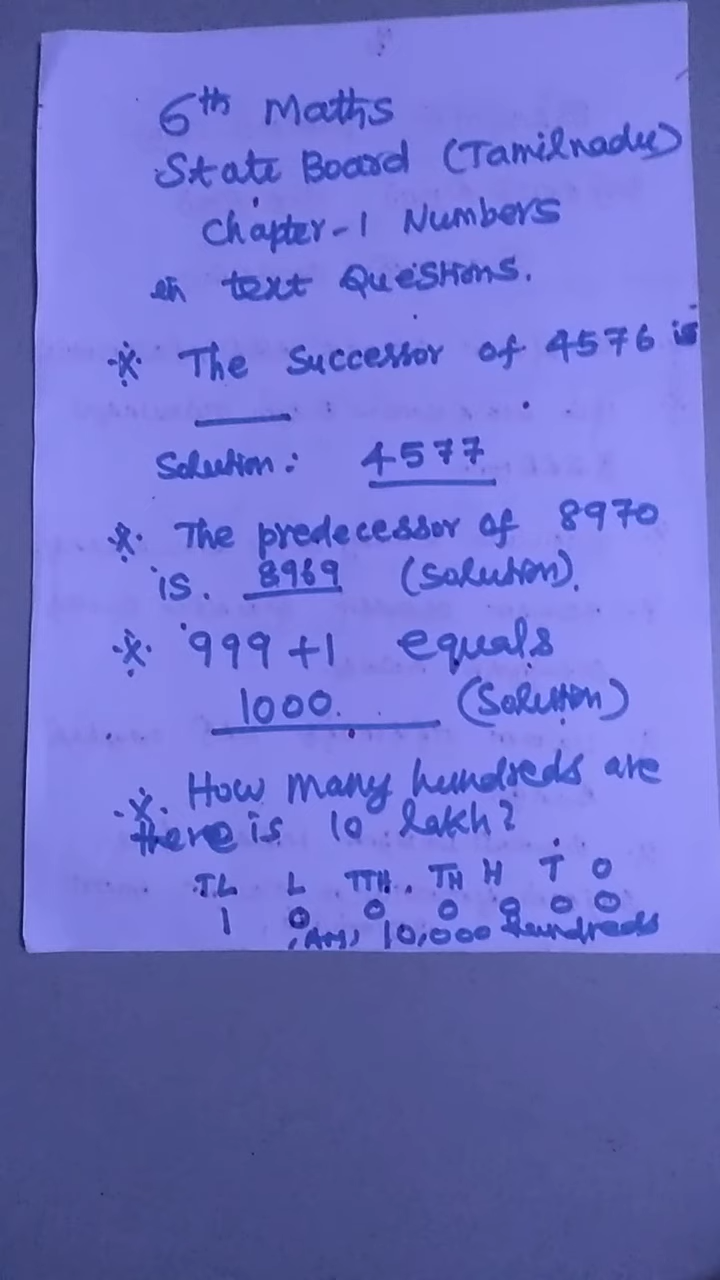 6th Maths
State Board (Tamilnadu)
Chapter-1 Numbers
in text Questions.
* The Successor of 4576 is
Solution: 4577
* The predecessor of 8970
is. 8969 (Solution).
* 999+1 equals
1000. (Solution)
* How many hundreds are
there is 10 lakh?
TL L TTH. TH H T O
1 0 0 0 0 0 0
Ans, 10,000 hundreds